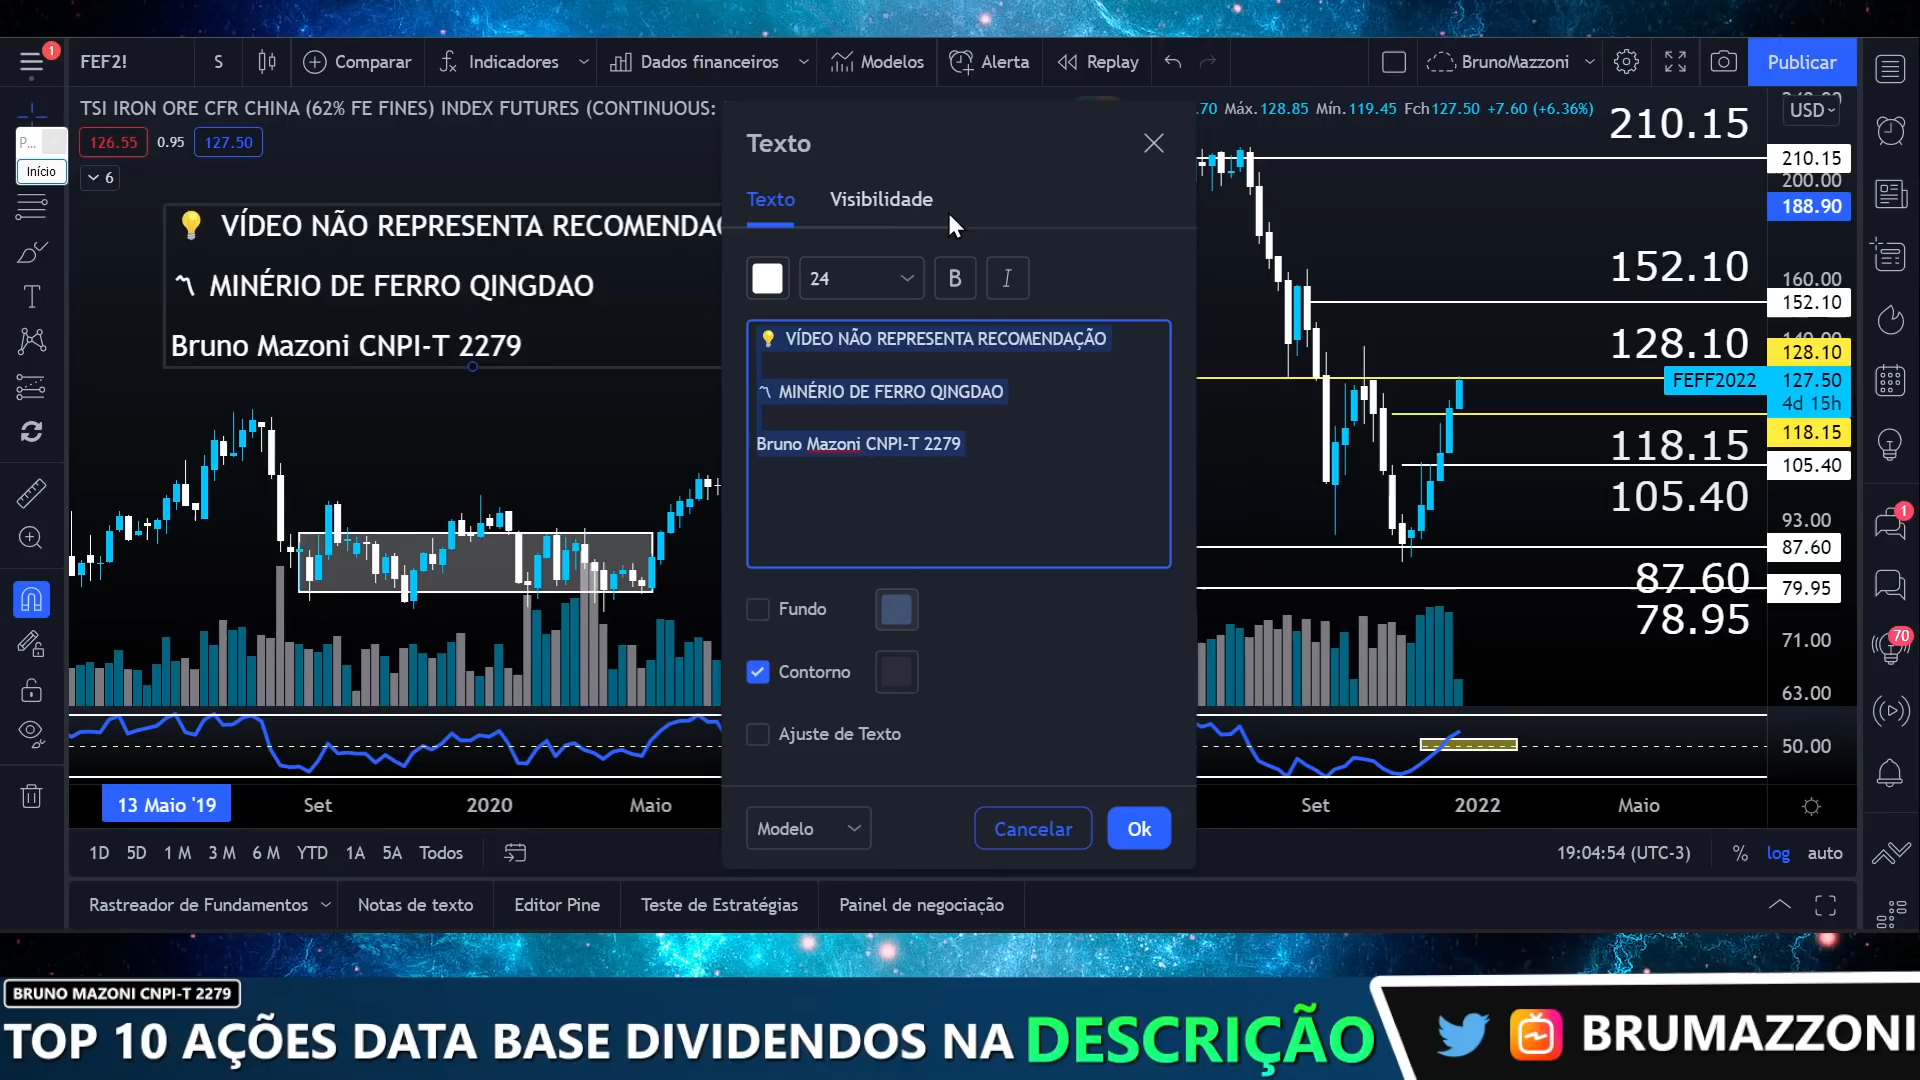 1
FEF2!
S
Comparar
Indicadores
Dados financeiros
Modelos
Alerta
Replay
BrunoMazzoni
Publicar
TSI IRON ORE CFR CHINA (62% FE FINES) INDEX FUTURES (CONTINUOUS:
.70 Máx.128.85 Mín.119.45 Fch127.50 +7.60 (+6.36%)
USD
126.55 0.95 127.50
P...
Início
6
💡 VÍDEO NÃO REPRESENTA RECOMENDAÇ
MINÉRIO DE FERRO QINGDAO
Bruno Mazoni CNPI-T 2279
Texto
Texto Visibilidade
24
B
I
💡 VÍDEO NÃO REPRESENTA RECOMENDAÇÃO
MINÉRIO DE FERRO QINGDAO
Bruno Mazoni CNPI-T 2279
Fundo
Contorno
Ajuste de Texto
Modelo
Cancelar
Ok
210.15
152.10
128.10
118.15
105.40
87.60
78.95
210.15
200.00
188.90
160.00
152.10
128.10
FEFF2022 127.50
4d 15h
118.15
105.40
93.00
87.60
79.95
71.00
63.00
50.00
1
70
13 Maio '19 Set 2020 Maio Set 2022 Maio
1D 5D 1 M 3 M 6 M YTD 1A 5A Todos
19:04:54 (UTC-3) % log auto
Rastreador de Fundamentos Notas de texto Editor Pine Teste de Estratégias Painel de negociação
BRUNO MAZONI CNPI-T 2279
TOP 10 AÇÕES DATA BASE DIVIDENDOS NA DESCRIÇÃO
BRUMAZZONI